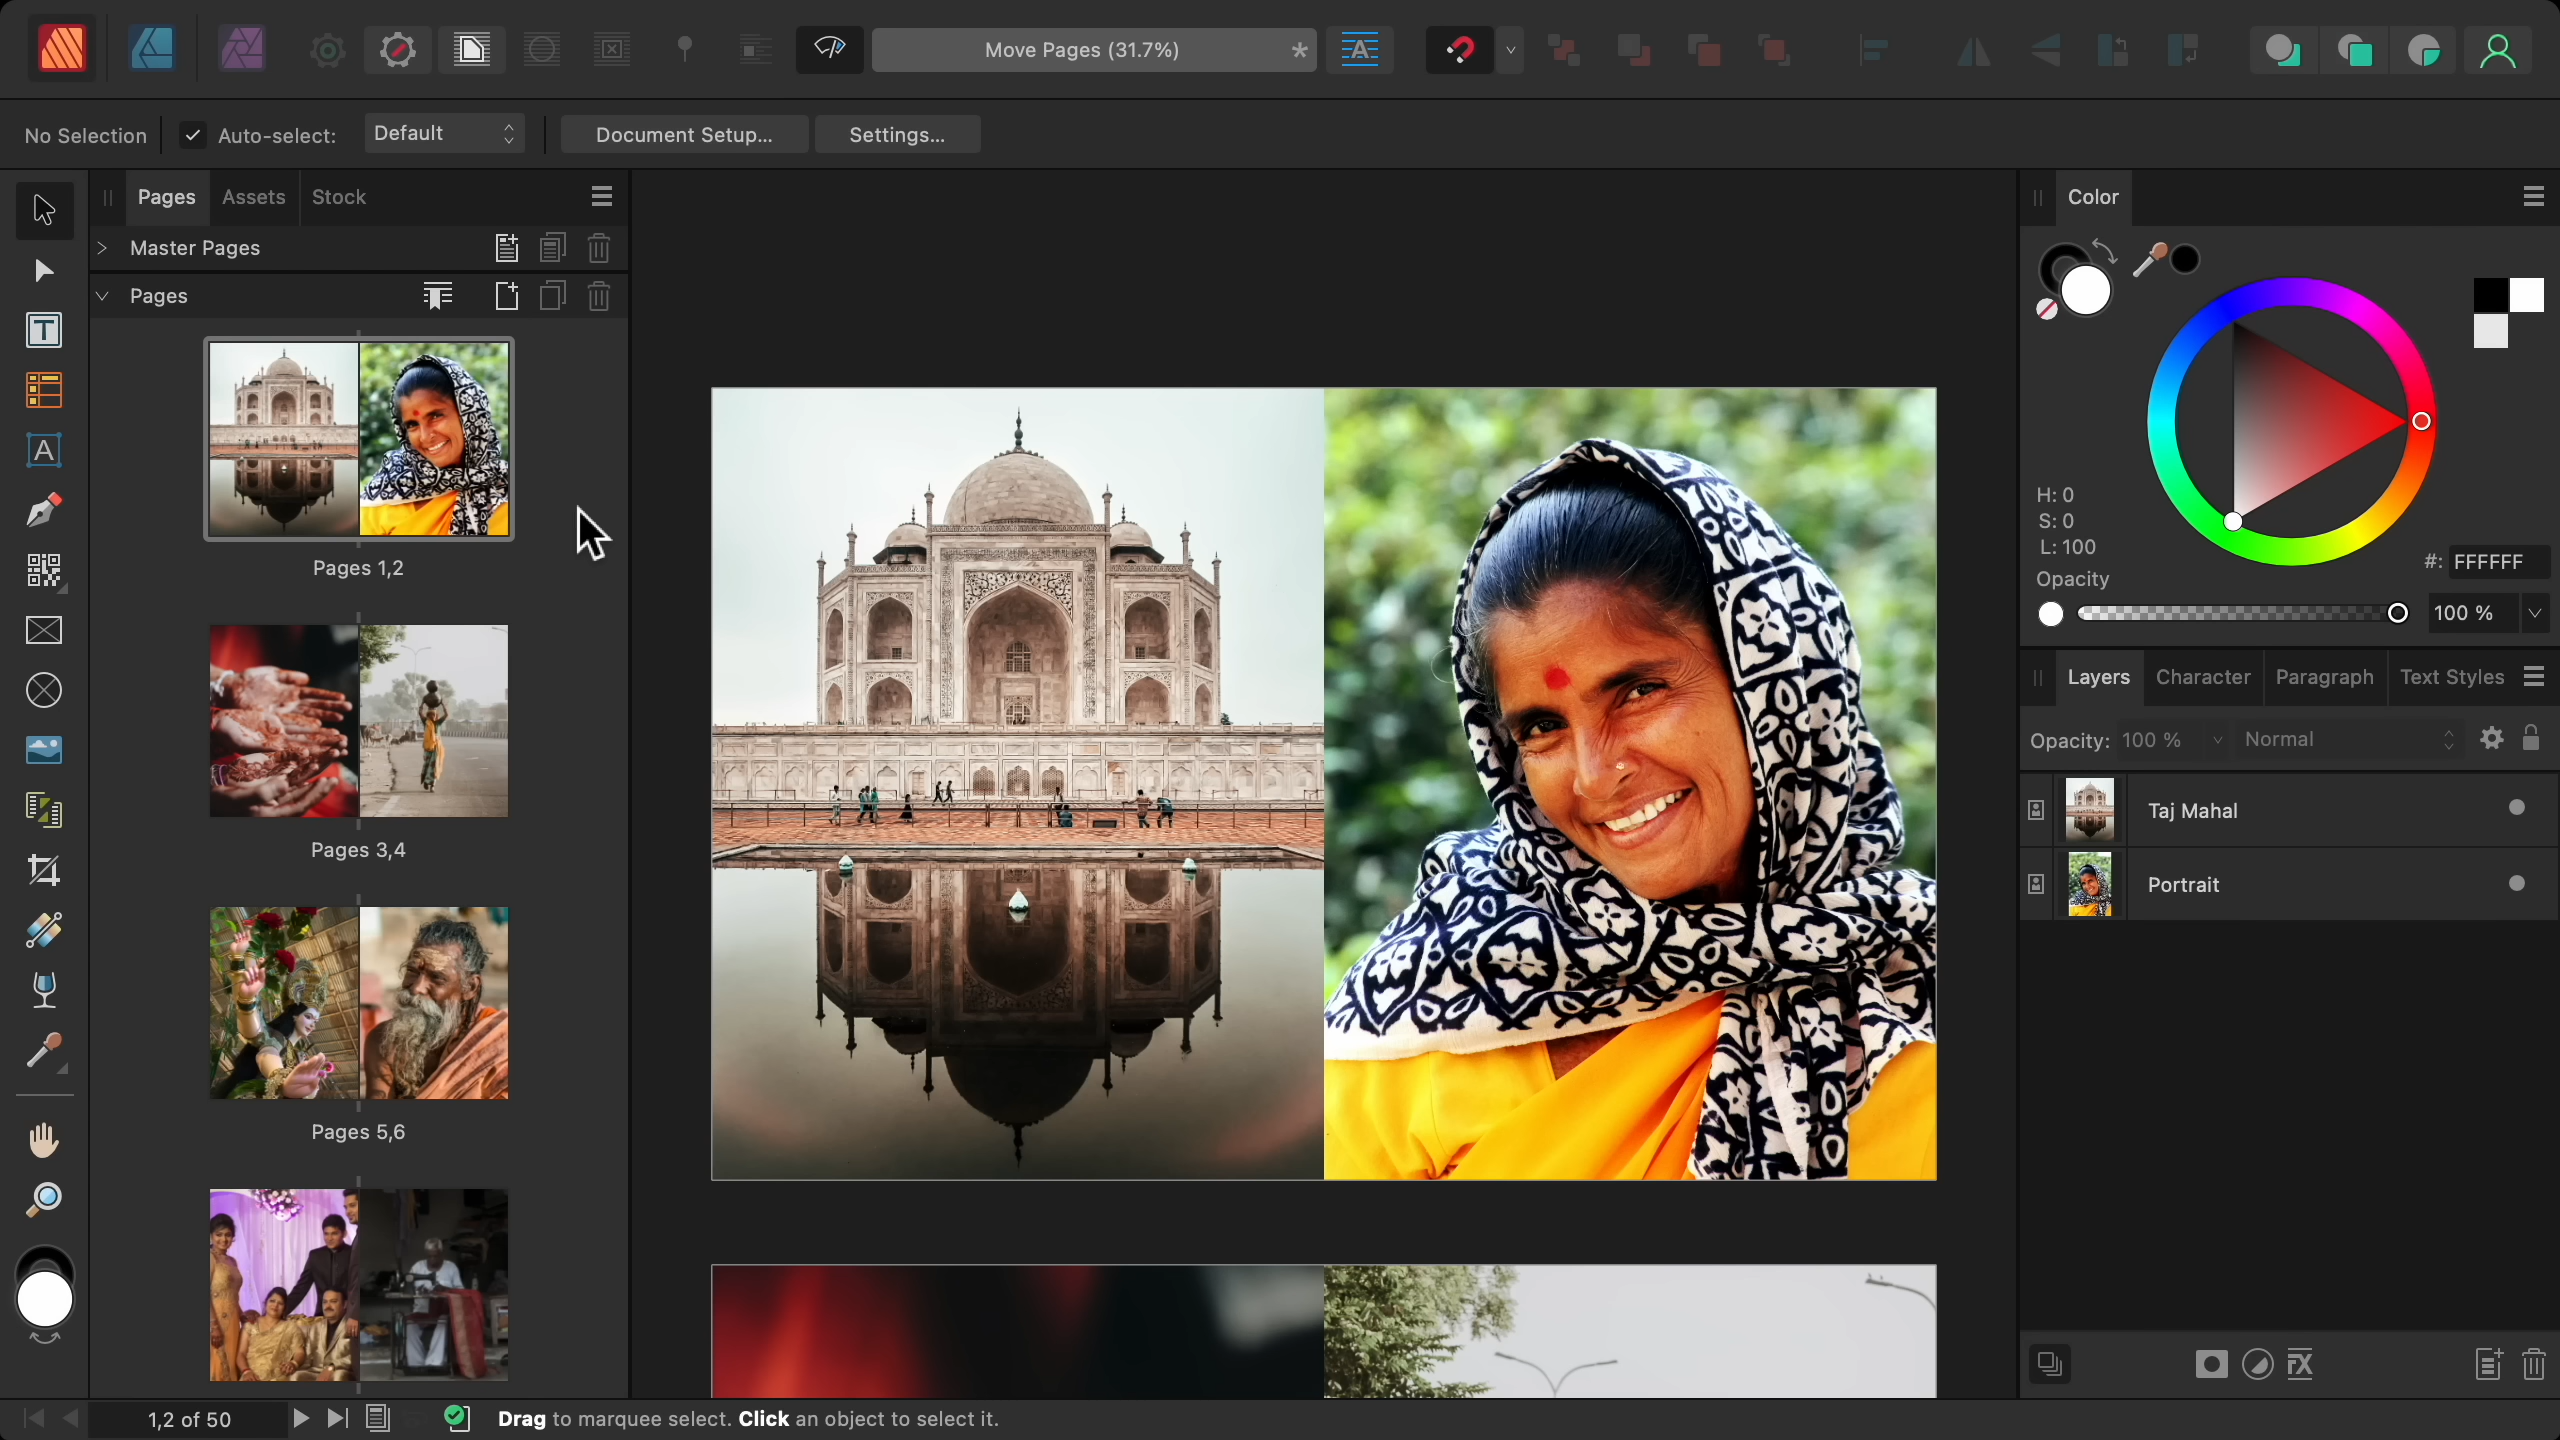 Move Pages (31.7%) *
No Selection Auto-select: Default Document Setup... Settings...
Pages Assets Stock
Master Pages
Pages
Pages 1,2
Pages 3,4
Pages 5,6
Color
H: 0
S: 0
L: 100
#: FFFFFF
Opacity
100 %
Layers Character Paragraph Text Styles
Opacity: 100 % Normal
Taj Mahal
Portrait
1,2 of 50 Drag to marquee select. Click an object to select it.